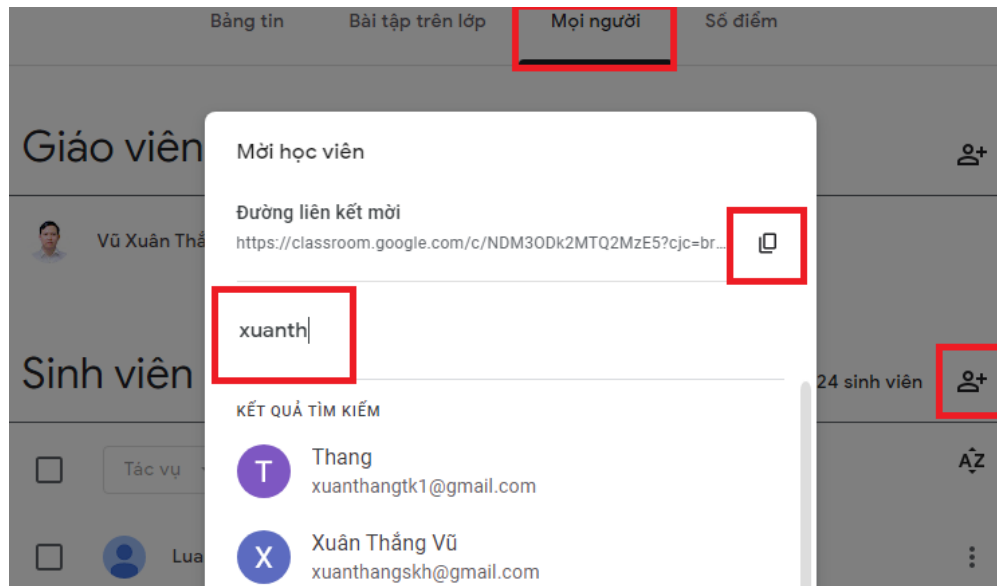 Bảng tin Bài tập trên lớp Mọi người Số điểm
Giáo viên
Mời học viên
Đường liên kết mời
https://classroom.google.com/c/NDM3ODk2MTQ2MzE5?cjc=br...
Vũ Xuân Thắ
xuanth
Sinh viên
24 sinh viên
KẾT QUẢ TÌM KIẾM
Tác vụ
AZ
T
Thang
xuanthangtk1@gmail.com
Lua
X
Xuân Thắng Vũ
xuanthangskh@gmail.com